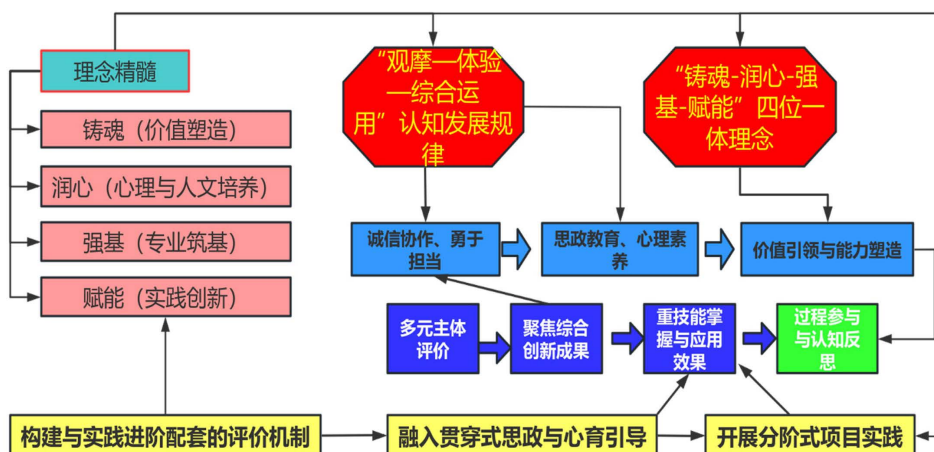 理念精髓
铸魂（价值塑造）
润心（心理与人文培养）
强基（专业筑基）
赋能（实践创新）
“观摩—体验
—综合运
用”认知发展规
律
“铸魂-润心-强
基-赋能”四位一
体理念
诚信协作、勇于
担当
思政教育、心理素
养
价值引领与能力塑造
多元主体
评价
聚焦综合
创新成果
重技能掌
握与应用
效果
过程参与
与认知反
思
构建与实践进阶配套的评价机制
融入贯穿式思政与心育引导
开展分阶式项目实践